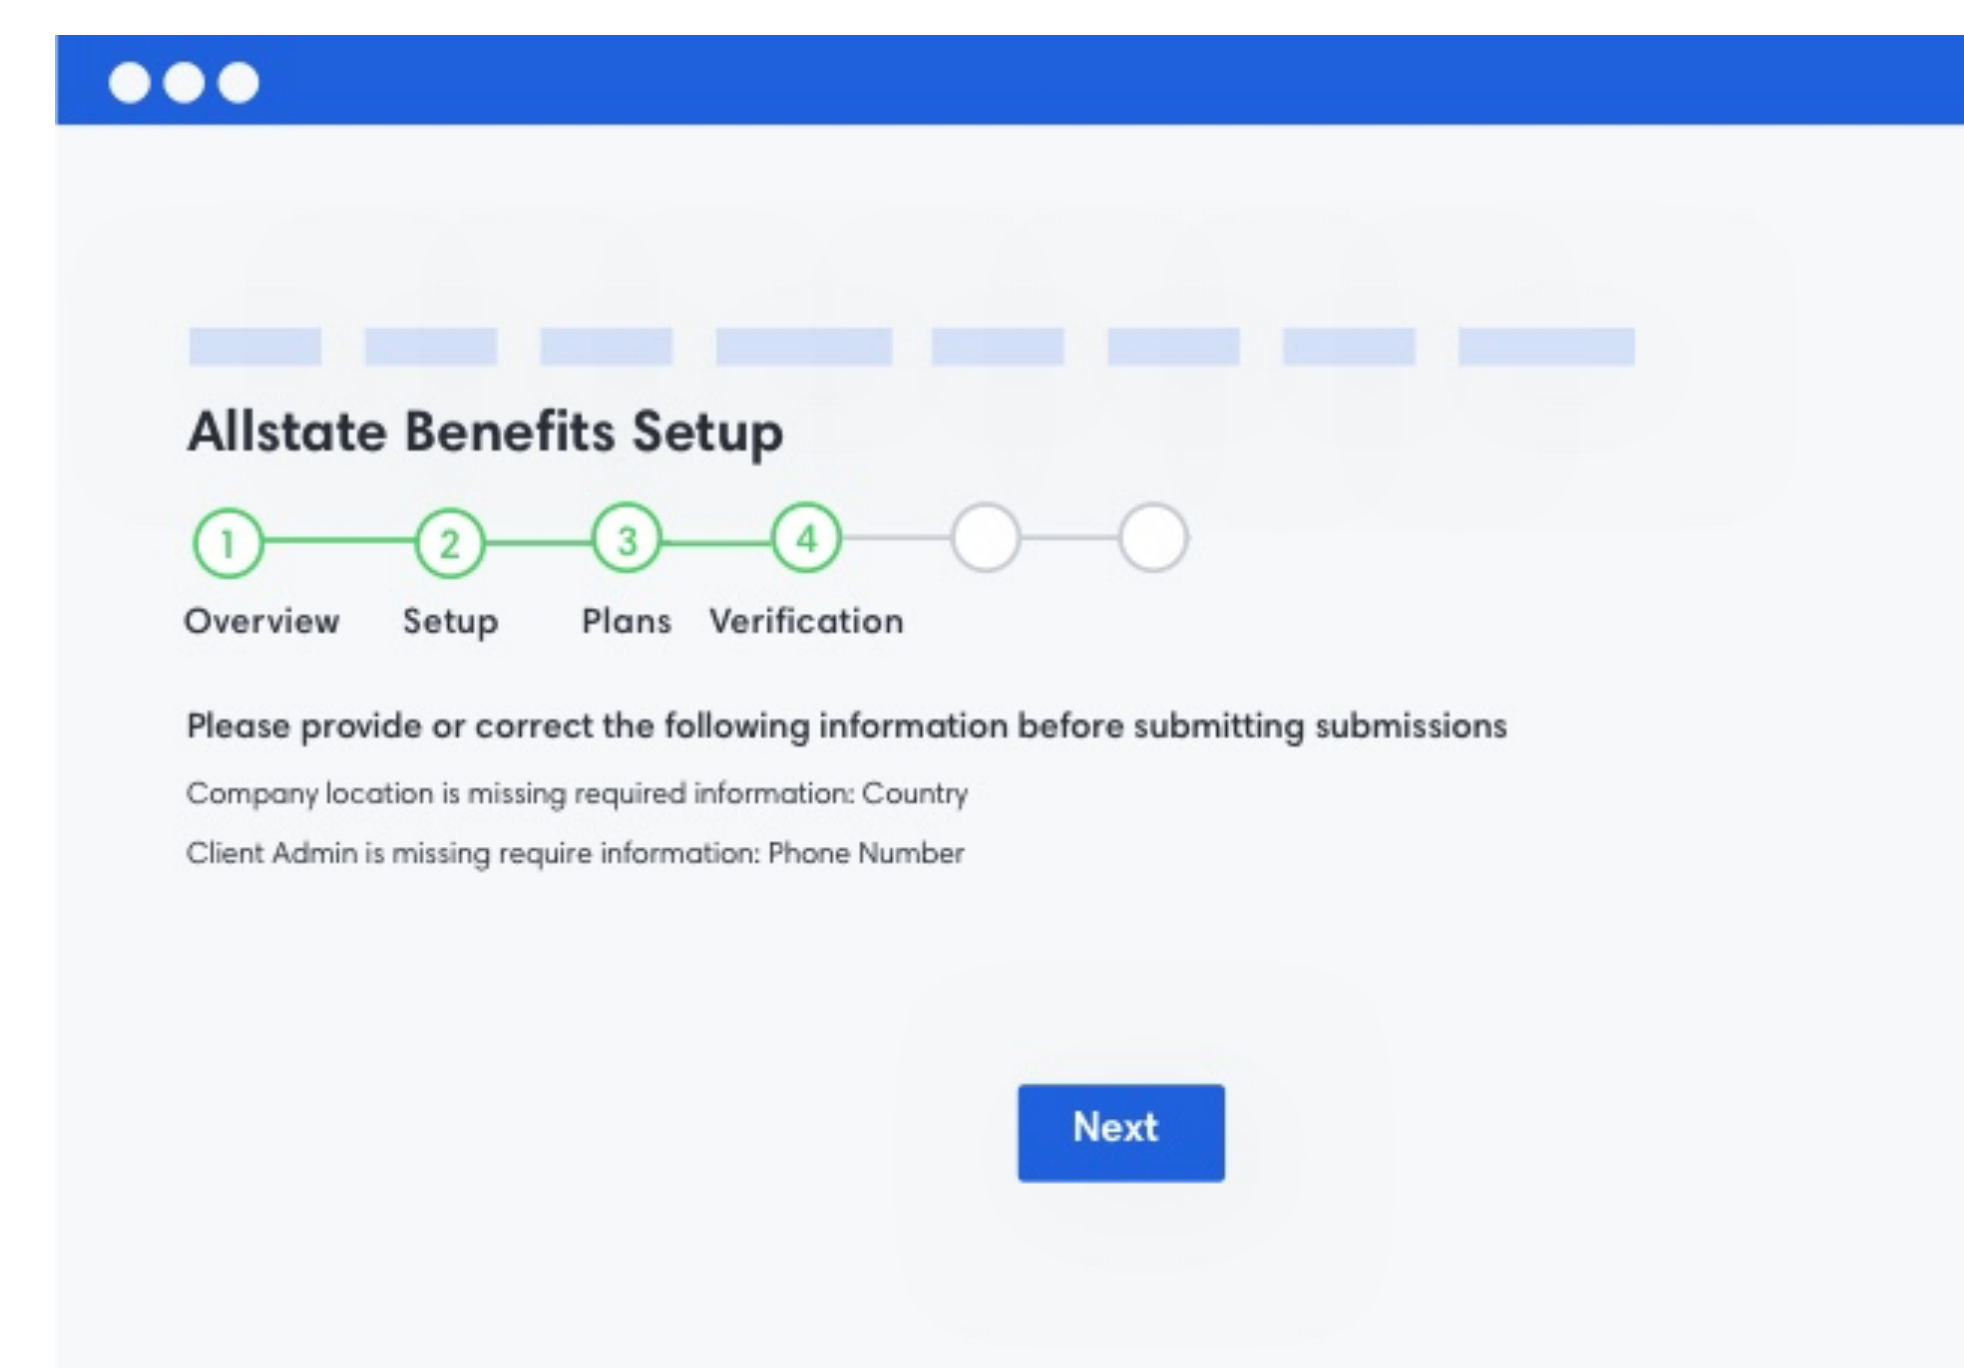 Allstate Benefits Setup
1 2 3 4
Overview Setup Plans Verification
Please provide or correct the following information before submitting submissions
Company location is missing required information: Country
Client Admin is missing require information: Phone Number
Next